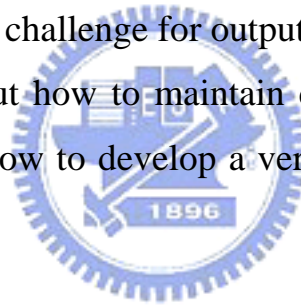 challenge for output
ut how to maintain
ow to develop a ver
1896